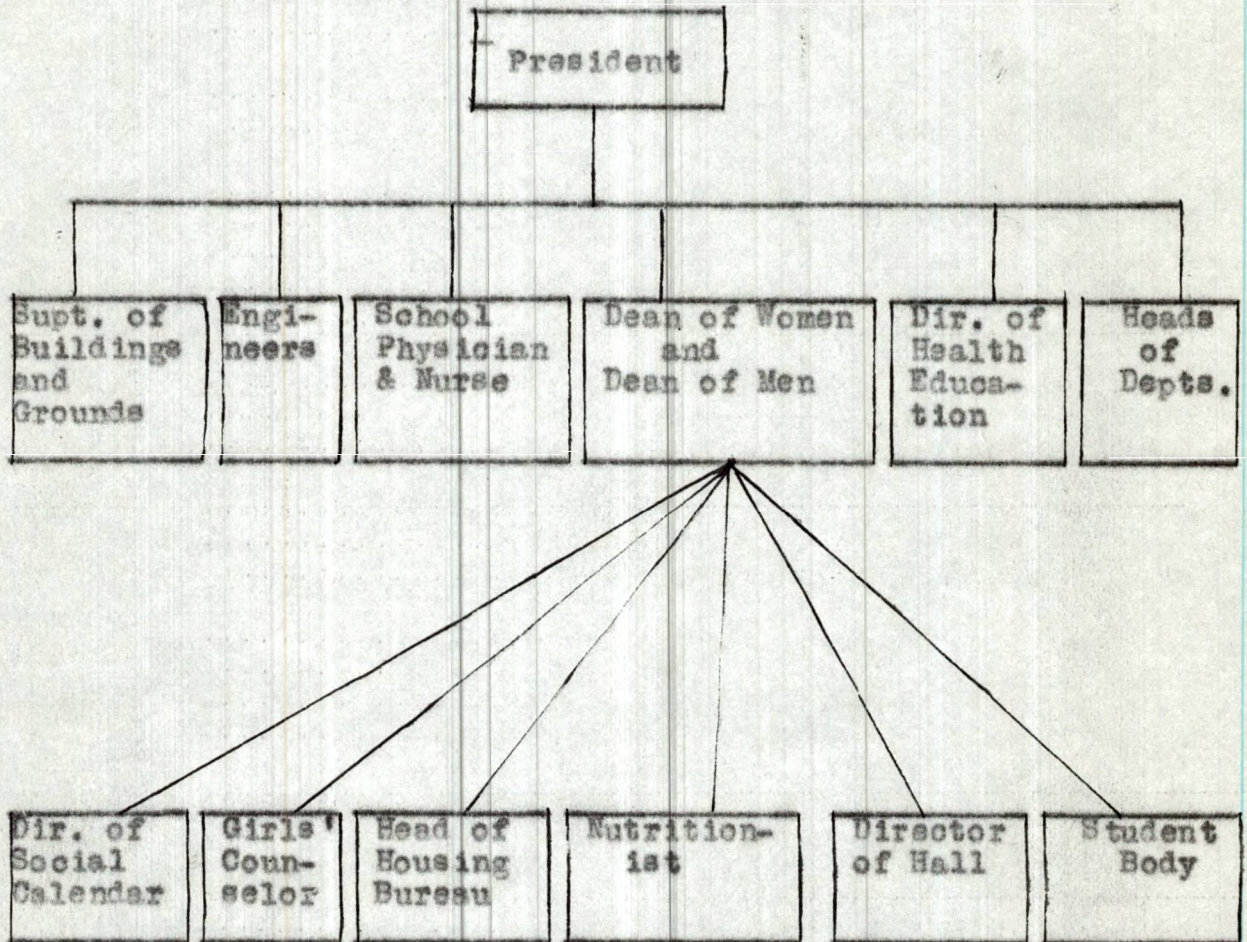 President
Supt. of
Buildings
and
Grounds
Engi-
neers
School
Physician
& Nurse
Dean of Women
and
Dean of Men
Dir. of
Health
Educa-
tion
Heads
of
Depts.
Dir. of
Social
Calendar
Girls'
Coun-
selor
Head of
Housing
Bureau
Nutrition-
ist
Director
of Hall
Student
Body